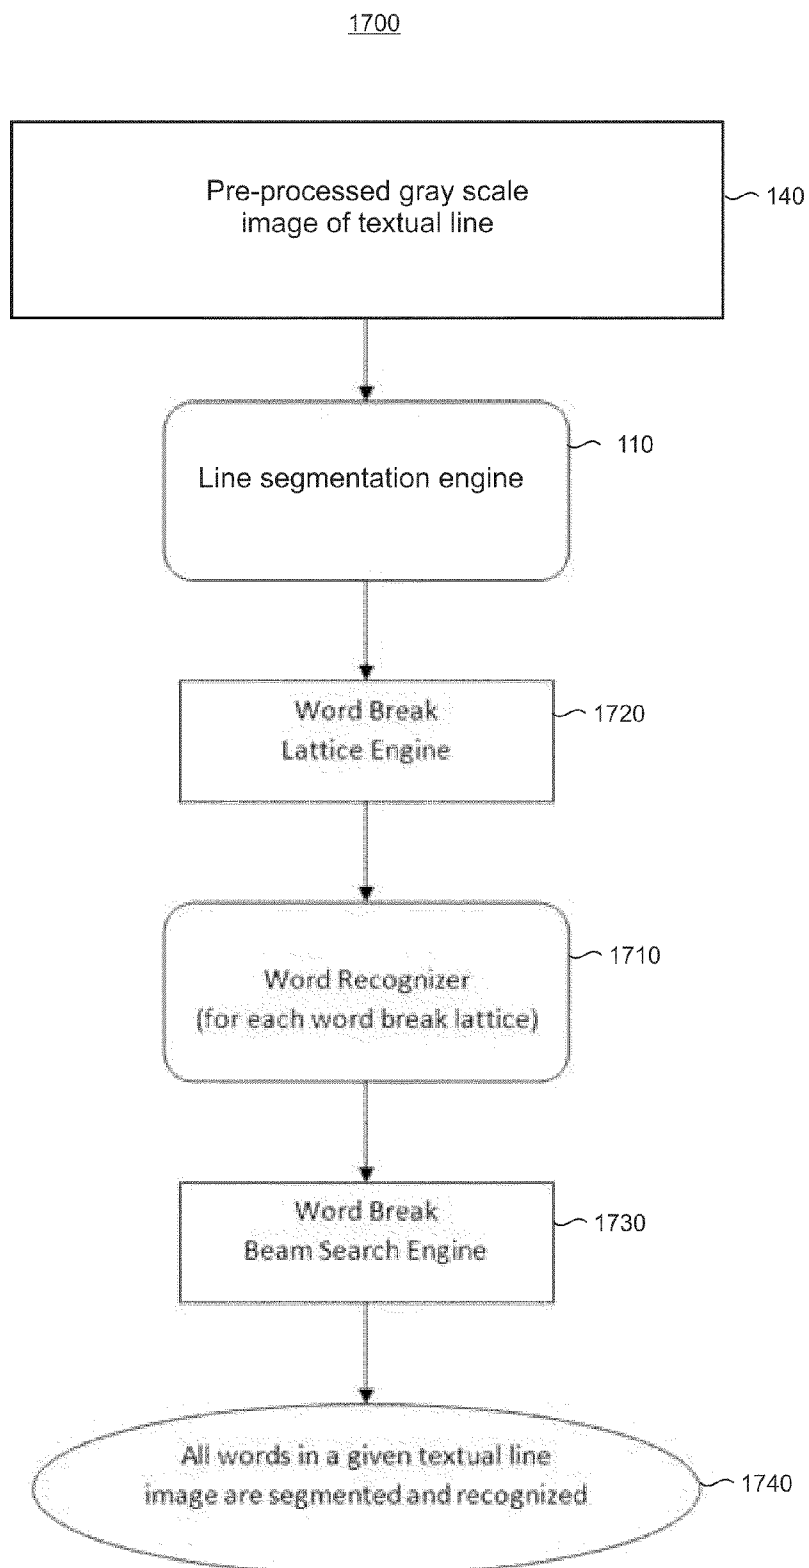 1700
Pre-processed gray scale
image of textual line
140
Line segmentation engine
110
Word Break
Lattice Engine
1720
Word Recognizer
(for each word break lattice)
1710
Word Break
Beam Search Engine
1730
All words in a given textual line
image are segmented and recognized
1740